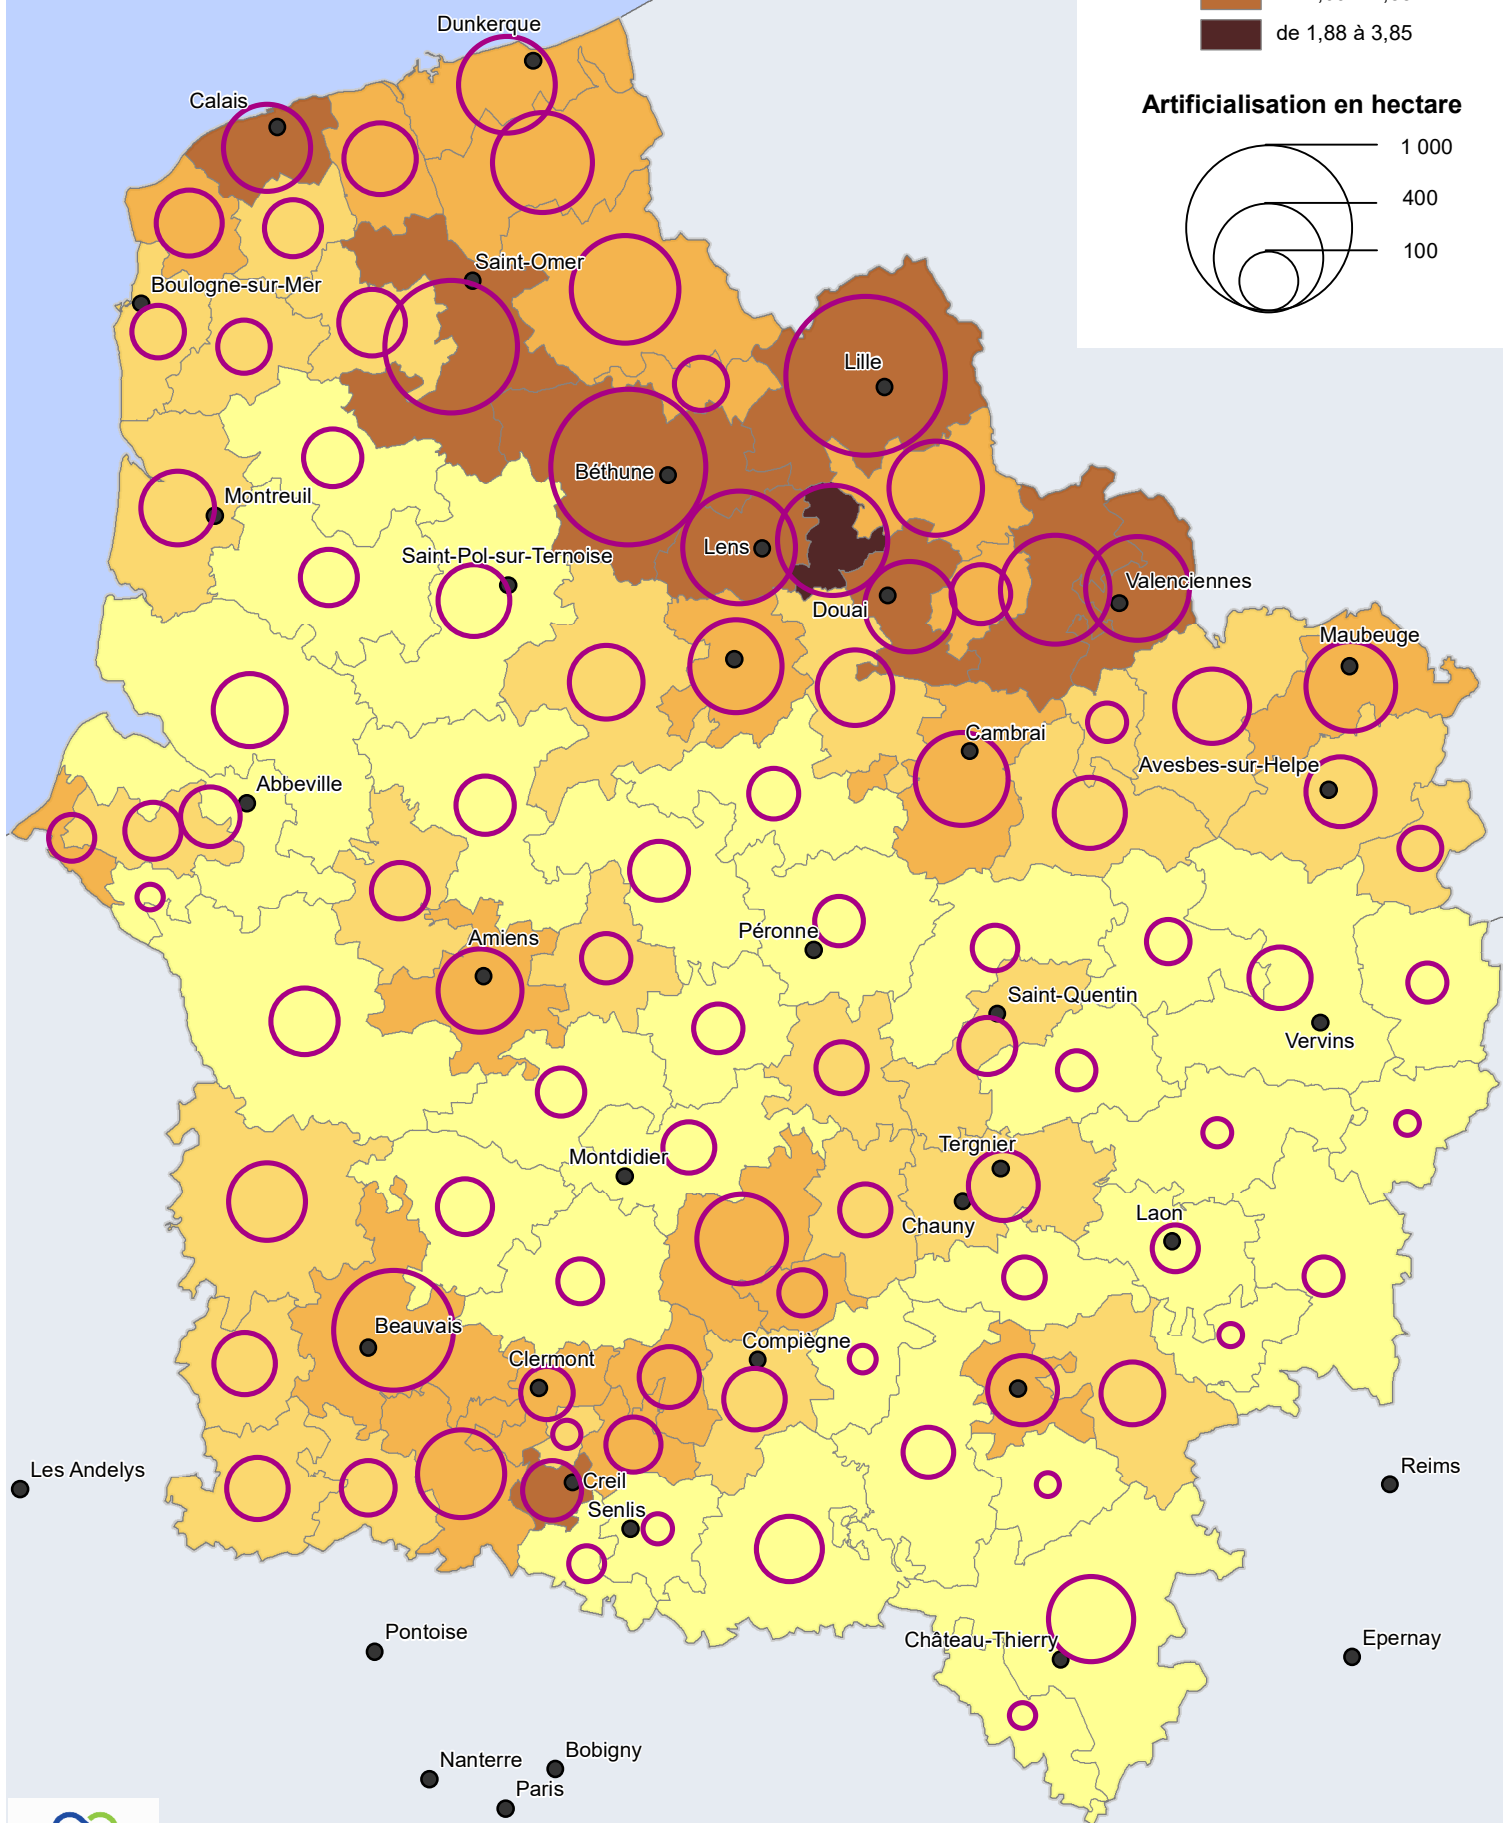 de 1,88 à 3,85
Artificialisation en hectare
1 000
400
100
Dunkerque
Calais
Saint-Omer
Boulogne-sur-Mer
Lille
Béthune
Montreuil
Lens
Saint-Pol-sur-Ternoise
Valenciennes
Douai
Maubeuge
Cambrai
Avesbes-sur-Helpe
Abbeville
Amiens
Péronne
Saint-Quentin
Vervins
Tergnier
Montdidier
Chauny
Laon
Beauvais
Compiègne
Clermont
Creil
Senlis
Les Andelys
Reims
Pontoise
Château-Thierry
Epernay
Nanterre
Bobigny
Paris